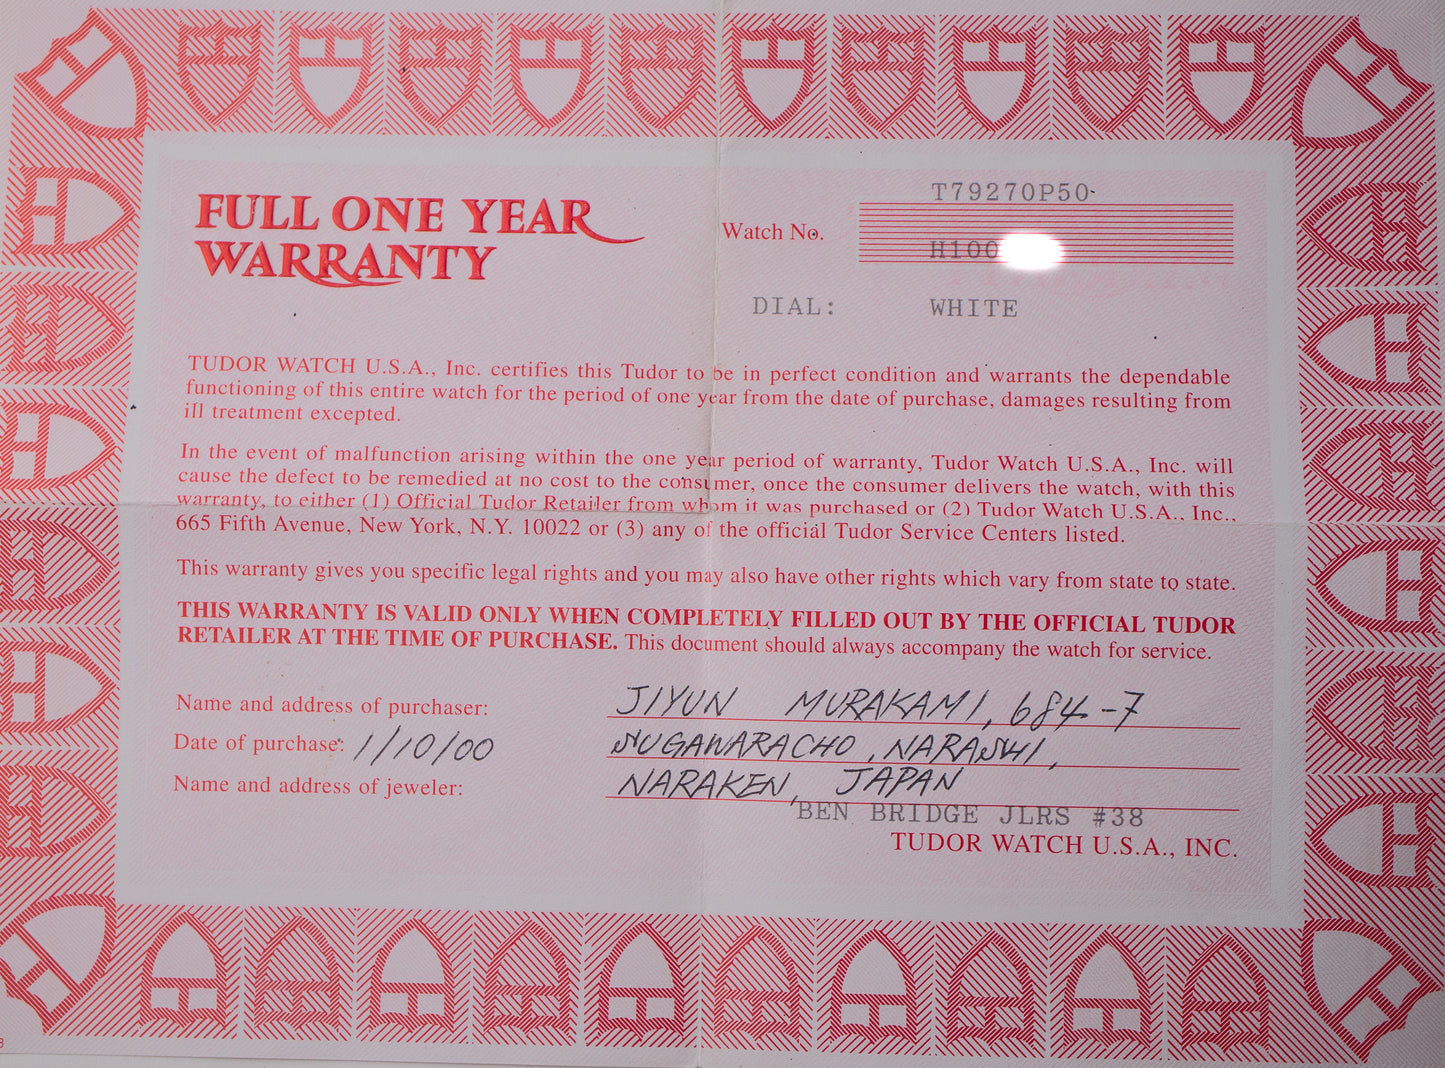 FULL ONE YEAR
WARRANTY
T79270P50
Watch No.
H100
DIAL: WHITE
TUDOR WATCH U.S.A., Inc. certifies this Tudor to be in perfect condition and warrants the dependable
functioning of this entire watch for the period of one year from the date of purchase, damages resulting from
ill treatment excepted.
In the event of malfunction arising within the one year period of warranty, Tudor Watch U.S.A., Inc. will
cause the defect to be remedied at no cost to the consumer, once the consumer delivers the watch, with this
warranty, to either (1) Official Tudor Retailer from whom it was purchased or (2) Tudor Watch U.S.A., Inc.,
665 Fifth Avenue, New York, N.Y. 10022 or (3) any of the official Tudor Service Centers listed.
This warranty gives you specific legal rights and you may also have other rights which vary from state to state.
THIS WARRANTY IS VALID ONLY WHEN COMPLETELY FILLED OUT BY THE OFFICIAL TUDOR
RETAILER AT THE TIME OF PURCHASE. This document should always accompany the watch for service.
Name and address of purchaser: JIYUN MURAKAMI, 684-7
Date of purchase: 1/10/00 SUGAWARACHO, NARASHI,
Name and address of jeweler: NARAKEN, JAPAN
BEN BRIDGE JLRS #38
TUDOR WATCH U.S.A., INC.